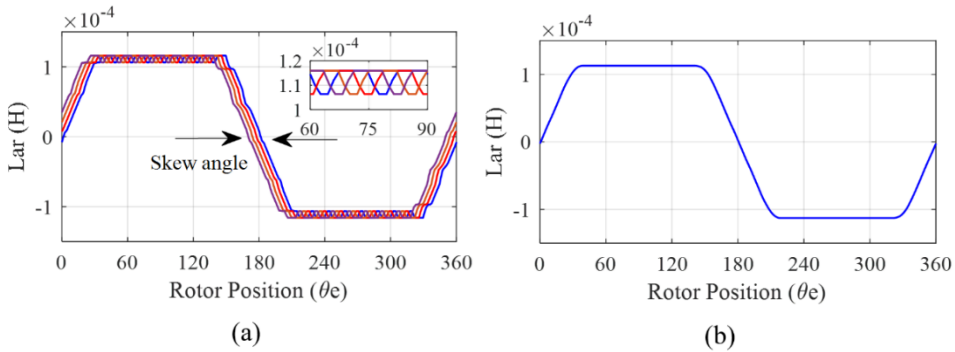 ×10⁻⁴
1
0
-1
Lar (H)
0 60 120 180 240 300 360
Rotor Position (θe)
Skew angle
×10⁻⁴
1.2
1.1
1
60 75 90
(a)
×10⁻⁴
1
0
-1
Lar (H)
0 60 120 180 240 300 360
Rotor Position (θe)
(b)